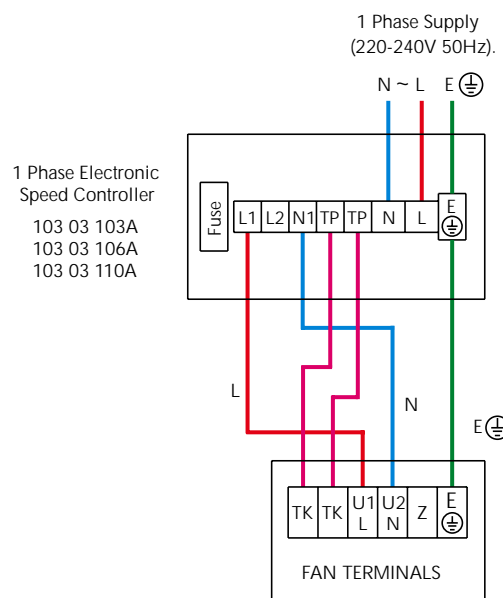 1 Phase Supply
(220-240V 50Hz).
N ~ L E
1 Phase Electronic
Speed Controller
103 03 103A
103 03 106A
103 03 110A
Fuse
L1 L2 N1 TP TP N L E
L
N
E
TK TK U1 L U2 N Z E
FAN TERMINALS